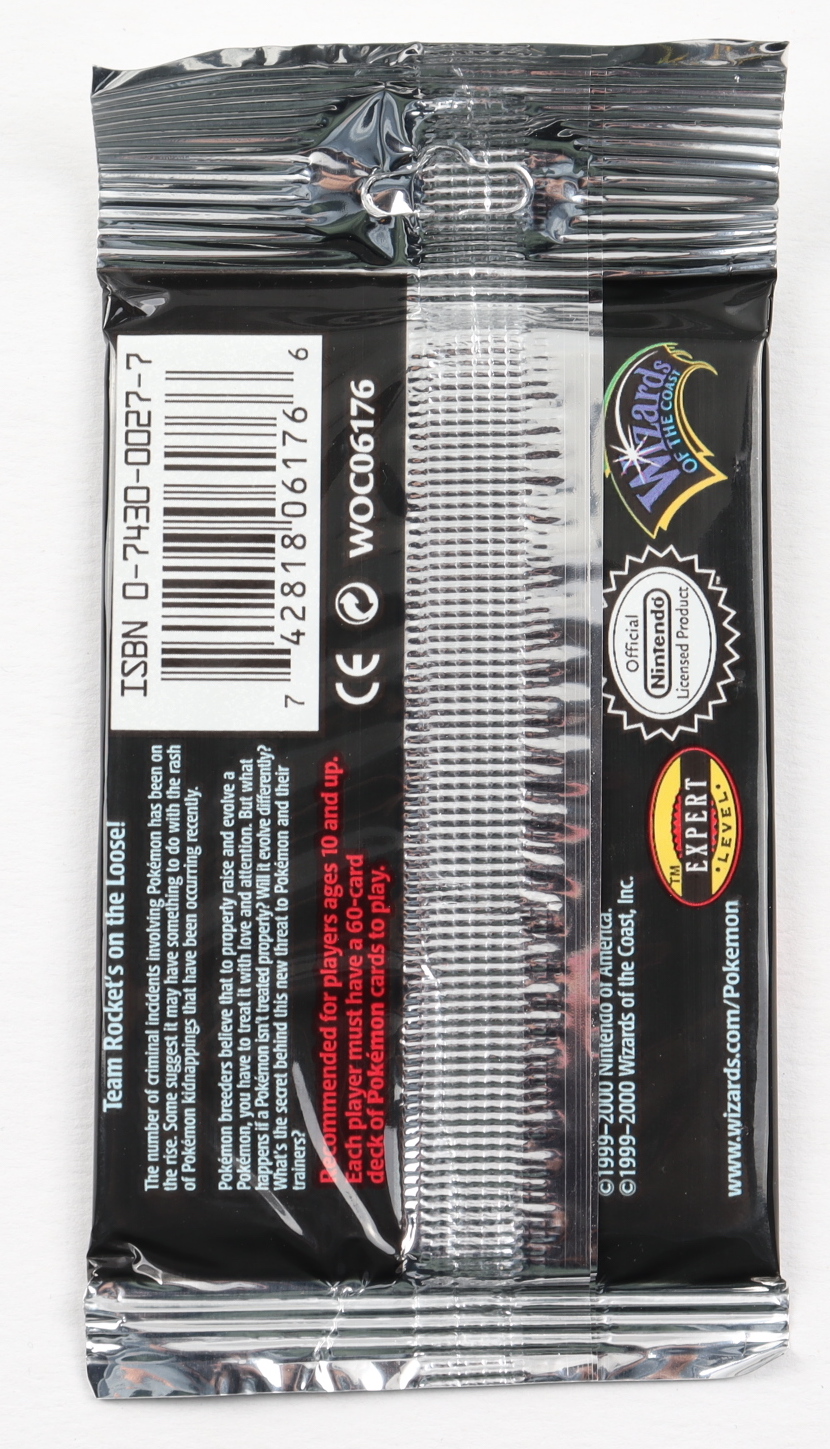 Team Rocket's on the Loose!
The number of criminal incidents involving Pokémon has been on
the rise. Some suggest it may have something to do with the rash
of Pokémon kidnappings that have been occurring recently.
Pokémon breeders believe that to properly raise and evolve a
Pokémon, you have to treat it with love and attention. But what
happens if a Pokémon isn't treated properly? Will it evolve differently?
What's the secret behind this new threat to Pokémon and their
trainers?
Recommended for players ages 10 and up.
Each player must have a 60-card
deck of Pokémon cards to play.
ISBN 0-7430-0027-7
7 42818 06176 6
CE WOC06176
©1999–2000 Nintendo of America.
©1999–2000 Wizards of the Coast, Inc.
www.wizards.com/Pokemon
TM
EXPERT
LEVEL
Official
Nintendo
Licensed Product
Wizards
OF THE COAST